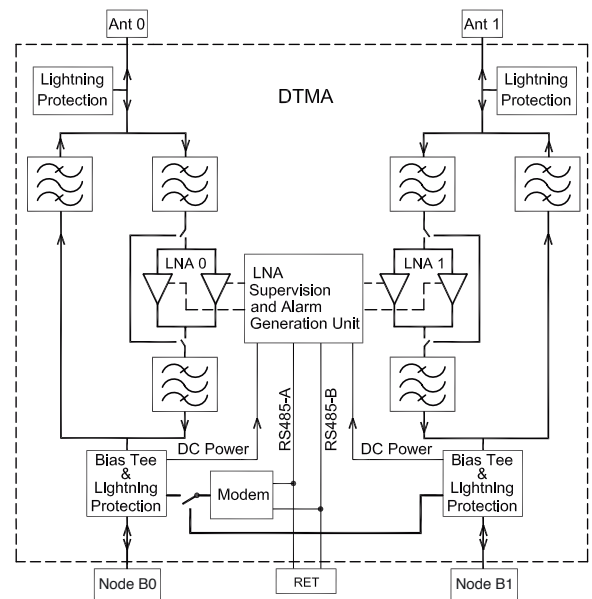 Ant 0
Ant 1
Lightning
Protection
DTMA
Lightning
Protection
LNA 0
LNA
Supervision
and Alarm
Generation Unit
LNA 1
RS485-A
RS485-B
DC Power
DC Power
Bias Tee
&
Lightning
Protection
Modem
Bias Tee
&
Lightning
Protection
Node B0
RET
Node B1